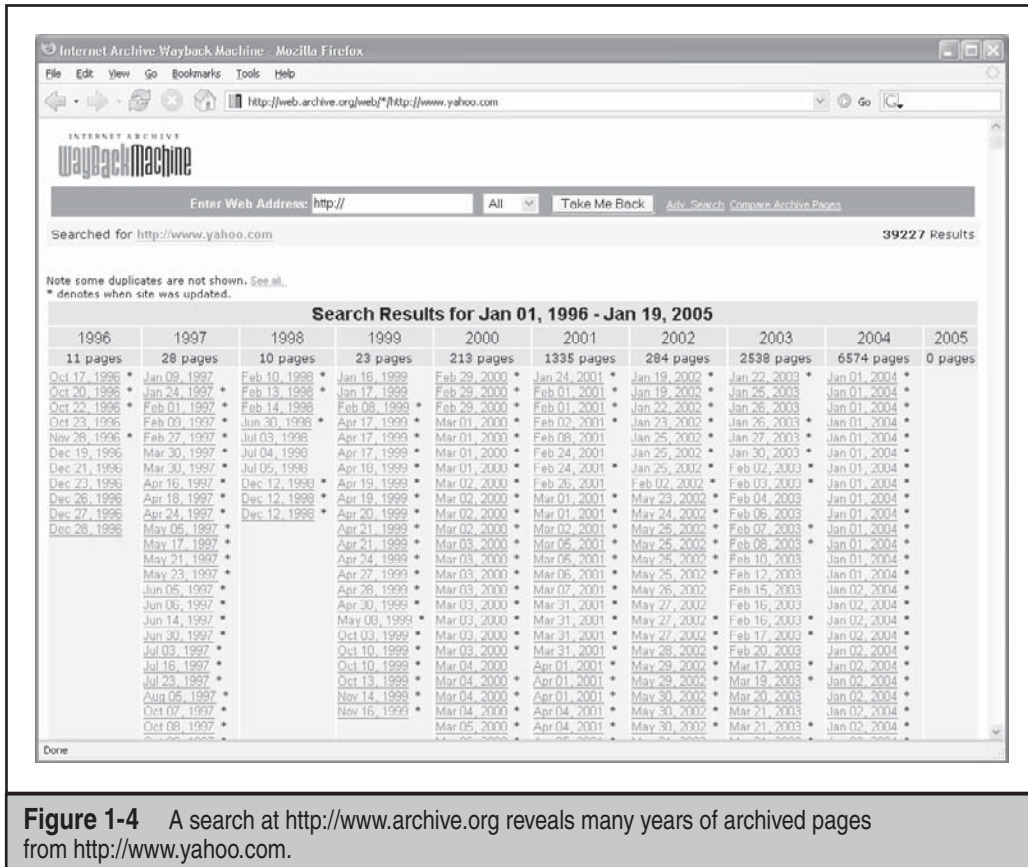 Internet Archive Wayback Machine - Mozilla Firefox
File Edit View Go Bookmarks Tools Help
http://web.archive.org/web/*/http://www.yahoo.com Go
INTERNET ARCHIVE
WayBackMachine
Enter Web Address: http:// All Take Me Back Adv. Search Compare Archive Pages
Searched for http://www.yahoo.com 39227 Results
Note some duplicates are not shown. See all.
* denotes when site was updated.
Search Results for Jan 01, 1996 - Jan 19, 2005
1996 1997 1998 1999 2000 2001 2002 2003 2004 2005
11 pages 28 pages 10 pages 23 pages 213 pages 1335 pages 284 pages 2538 pages 6574 pages 0 pages
Oct 17, 1996 * Jan 09, 1997 Feb 10, 1998 * Jan 16, 1999 Feb 29, 2000 * Jan 24, 2001 * Jan 19, 2002 * Jan 22, 2003 * Jan 01, 2004 *
Oct 20, 1996 * Jan 24, 1997 * Feb 13, 1998 * Jan 17, 1999 Feb 29, 2000 * Feb 01, 2001 * Jan 19, 2002 * Jan 25, 2003 Jan 01, 2004 *
Oct 22, 1996 * Feb 01, 1997 * Feb 14, 1998 Feb 08, 1999 * Feb 29, 2000 * Feb 01, 2001 * Jan 22, 2002 * Jan 26, 2003 Jan 01, 2004 *
Oct 23, 1996 Feb 09, 1997 * Jun 30, 1998 * Apr 17, 1999 * Mar 01, 2000 * Feb 02, 2001 * Jan 23, 2002 * Jan 26, 2003 * Jan 01, 2004 *
Nov 28, 1996 * Feb 27, 1997 * Jul 03, 1998 Apr 17, 1999 * Mar 01, 2000 * Feb 08, 2001 Jan 25, 2002 * Jan 27, 2003 * Jan 01, 2004 *
Dec 19, 1996 Mar 30, 1997 * Jul 04, 1998 Apr 17, 1999 * Mar 01, 2000 * Feb 24, 2001 Jan 25, 2002 * Jan 30, 2003 * Jan 01, 2004 *
Dec 21, 1996 Mar 30, 1997 * Jul 05, 1998 Apr 18, 1999 * Mar 01, 2000 * Feb 24, 2001 * Jan 25, 2002 * Feb 02, 2003 * Jan 01, 2004 *
Dec 23, 1996 Apr 16, 1997 * Dec 12, 1998 * Apr 19, 1999 * Mar 02, 2000 * Feb 26, 2001 Feb 02, 2002 * Feb 03, 2003 * Jan 01, 2004 *
Dec 26, 1996 Apr 18, 1997 * Dec 12, 1998 * Apr 19, 1999 * Mar 02, 2000 * Mar 01, 2001 * May 23, 2002 * Feb 04, 2003 Jan 01, 2004 *
Dec 27, 1996 Apr 24, 1997 * Dec 12, 1998 * Apr 20, 1999 * Mar 02, 2000 * Mar 01, 2001 * May 24, 2002 * Feb 06, 2003 Jan 01, 2004 *
Dec 28, 1996 May 05, 1997 * Apr 21, 1999 * Mar 02, 2000 * Mar 02, 2001 * May 25, 2002 * Feb 07, 2003 * Jan 01, 2004 *
May 17, 1997 * Apr 21, 1999 * Mar 03, 2000 * Mar 05, 2001 * May 25, 2002 * Feb 08, 2003 * Jan 01, 2004 *
May 21, 1997 * Apr 24, 1999 * Mar 03, 2000 * Mar 05, 2001 * May 25, 2002 * Feb 10, 2003 Jan 01, 2004 *
May 23, 1997 * Apr 27, 1999 * Mar 03, 2000 * Mar 06, 2001 * May 25, 2002 * Feb 12, 2003 Jan 01, 2004 *
Jun 05, 1997 * Apr 28, 1999 * Mar 03, 2000 * Mar 07, 2001 * May 26, 2002 Feb 15, 2003 Jan 02, 2004 *
Jun 06, 1997 * Apr 30, 1999 * Mar 03, 2000 * Mar 31, 2001 * May 27, 2002 Feb 16, 2003 Jan 02, 2004 *
Jun 14, 1997 * May 08, 1999 * Mar 03, 2000 * Mar 31, 2001 * May 27, 2002 * Feb 16, 2003 * Jan 02, 2004 *
Jun 30, 1997 * Oct 03, 1999 * Mar 03, 2000 * Mar 31, 2001 * May 27, 2002 * Feb 17, 2003 * Jan 02, 2004 *
Jul 03, 1997 * Oct 10, 1999 * Mar 03, 2000 * Mar 31, 2001 * May 28, 2002 * Feb 20, 2003 Jan 02, 2004 *
Jul 16, 1997 * Oct 10, 1999 * Mar 04, 2000 Apr 01, 2001 * May 29, 2002 * Mar 17, 2003 * Jan 02, 2004 *
Jul 23, 1997 * Oct 13, 1999 * Mar 04, 2000 * Apr 01, 2001 * May 29, 2002 * Mar 19, 2003 * Jan 02, 2004 *
Aug 05, 1997 * Nov 14, 1999 * Mar 04, 2000 * Apr 01, 2001 * May 30, 2002 * Mar 20, 2003 Jan 02, 2004 *
Oct 07, 1997 * Nov 16, 1999 * Mar 04, 2000 * Apr 04, 2001 * May 30, 2002 * Mar 21, 2003 Jan 02, 2004 *
Oct 08, 1997 * Mar 05, 2000 * Apr 04, 2001 * May 30, 2002 * Mar 21, 2003 * Jan 02, 2004 *
Done
Figure 1-4 A search at http://www.archive.org reveals many years of archived pages
from http://www.yahoo.com.